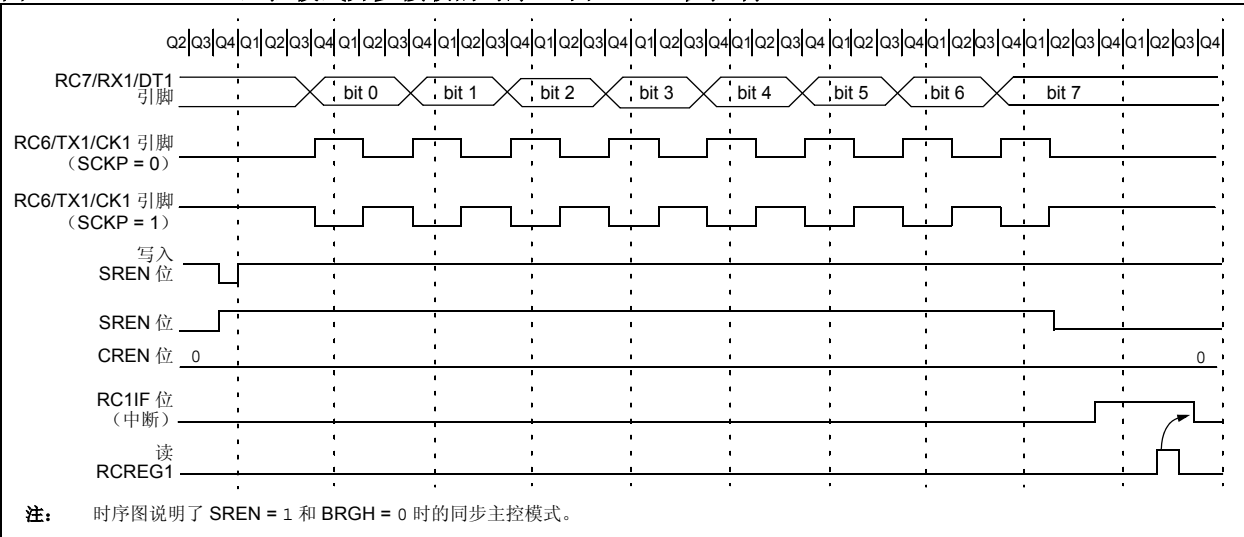 Q2 Q3 Q4 Q1 Q2 Q3 Q4 Q1 Q2 Q3 Q4 Q1 Q2 Q3 Q4 Q1 Q2 Q3 Q4 Q1 Q2 Q3 Q4 Q1 Q2 Q3 Q4 Q1 Q2 Q3 Q4 Q1 Q2 Q3 Q4 Q1 Q2 Q3 Q4 Q1 Q2 Q3 Q4
RC7/RX1/DT1
引脚
bit 0 bit 1 bit 2 bit 3 bit 4 bit 5 bit 6 bit 7
RC6/TX1/CK1 引脚
（SCKP = 0）
RC6/TX1/CK1 引脚
（SCKP = 1）
写入
SREN 位
SREN 位
CREN 位 0 0
RC1IF 位
（中断）
读
RCREG1
注： 时序图说明了 SREN = 1 和 BRGH = 0 时的同步主控模式。